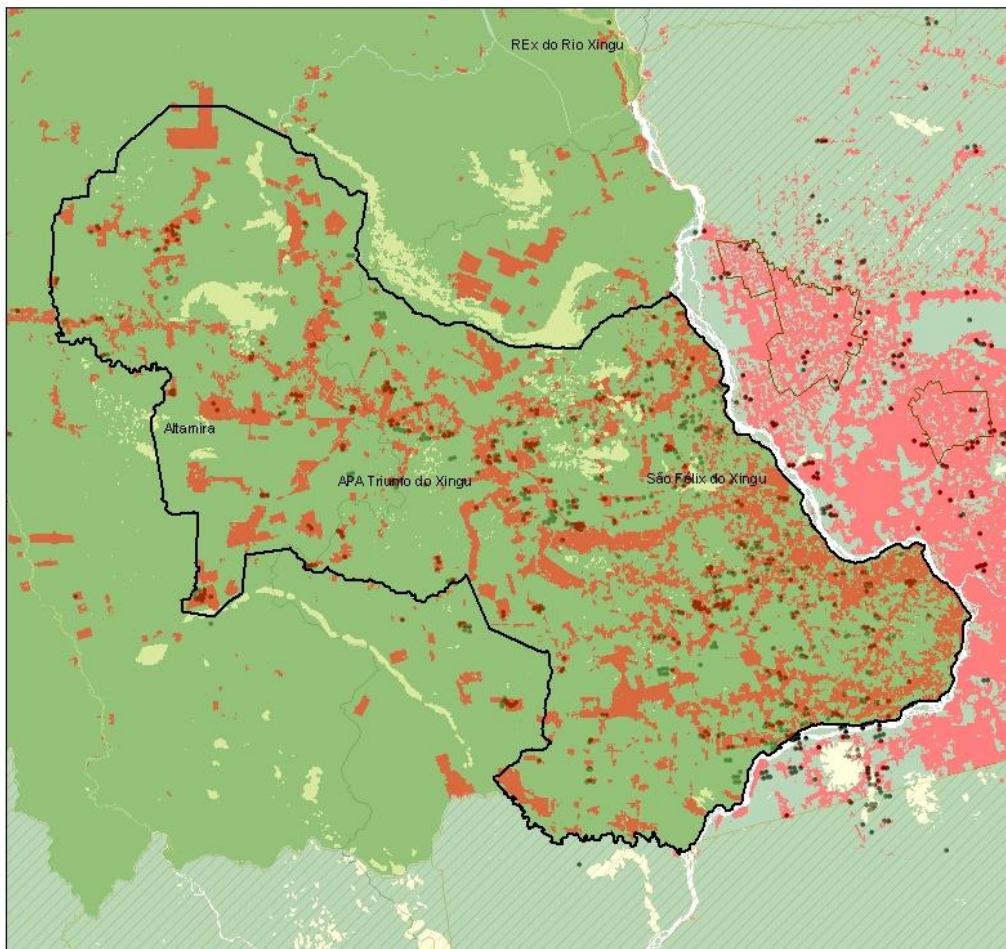 REx do Rio Xingu
Altamira
APA Triunfo do Xingu
São Félix do Xingu